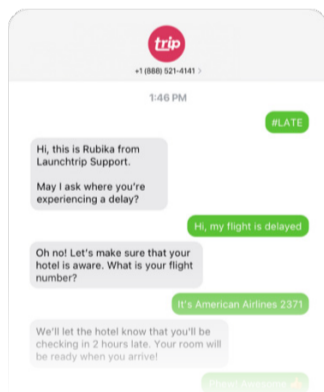 trip
+1 (888) 521-4141 >
1:46 PM
#LATE
Hi, this is Rubika from
Launchtrip Support.
May I ask where you're
experiencing a delay?
Hi, my flight is delayed
Oh no! Let's make sure that your
hotel is aware. What is your flight
number?
It's American Airlines 2371
We'll let the hotel know that you'll be
checking in 2 hours late. Your room will
be ready when you arrive!